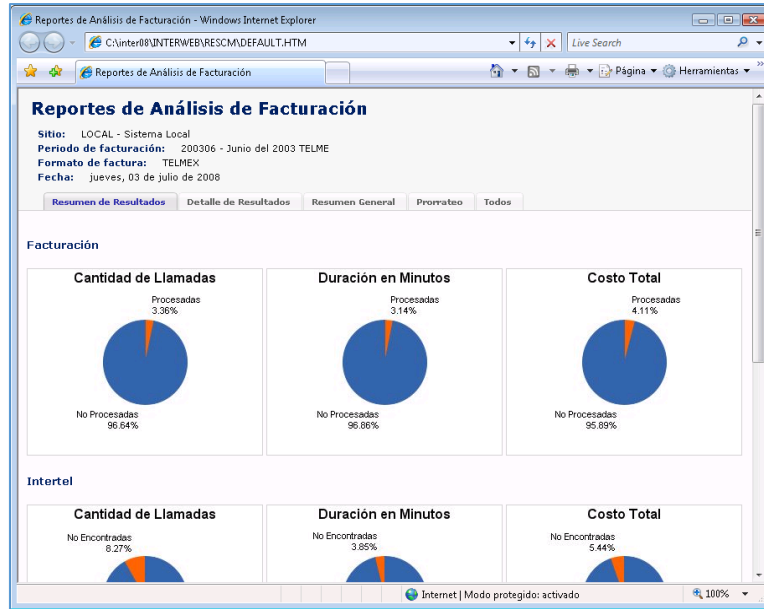 Reportes de Análisis de Facturación - Windows Internet Explorer
C:\inter08\INTERWEB\RESCM\DEFAULT.HTM
Live Search
Reportes de Análisis de Facturación
Página
Herramientas
Reportes de Análisis de Facturación
Sitio: LOCAL - Sistema Local
Periodo de facturación: 200306 - Junio del 2003 TELME
Formato de factura: TELMEX
Fecha: jueves, 03 de julio de 2008
Resumen de Resultados Detalle de Resultados Resumen General Prorrateo Todos
Facturación
Cantidad de Llamadas
Procesadas
3.36%
No Procesadas
96.64%
Duración en Minutos
Procesadas
3.14%
No Procesadas
96.86%
Costo Total
Procesadas
4.11%
No Procesadas
95.89%
Intertel
Cantidad de Llamadas
No Encontradas
8.27%
Duración en Minutos
No Encontradas
3.85%
Costo Total
No Encontradas
5.44%
Internet | Modo protegido: activado
100%